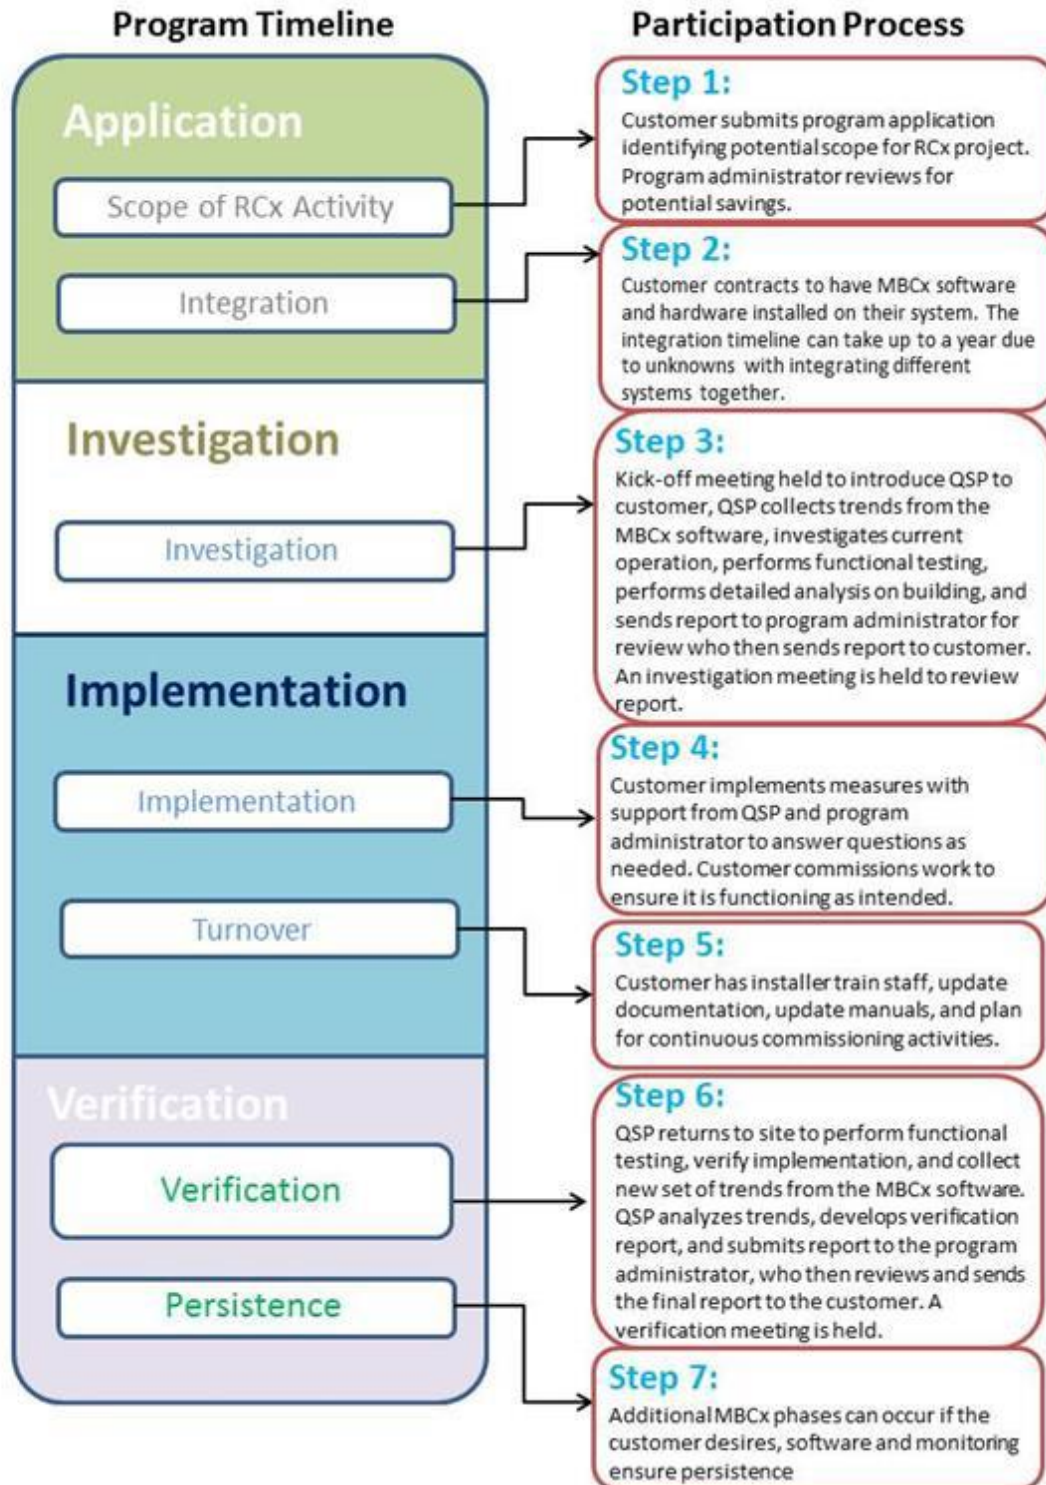 Program Timeline
Participation Process
Application
Scope of RCx Activity
Integration
Investigation
Investigation
Implementation
Implementation
Turnover
Verification
Verification
Persistence
Step 1:
Customer submits program application
identifying potential scope for RCx project.
Program administrator reviews for
potential savings.
Step 2:
Customer contracts to have MBCx software
and hardware installed on their system. The
integration timeline can take up to a year due
to unknowns with integrating different
systems together.
Step 3:
Kick-off meeting held to introduce QSP to
customer, QSP collects trends from the
MBCx software, investigates current
operation, performs functional testing,
performs detailed analysis on building, and
sends report to program administrator for
review who then sends report to customer.
An investigation meeting is held to review
report.
Step 4:
Customer implements measures with
support from QSP and program
administrator to answer questions as
needed. Customer commissions work to
ensure it is functioning as intended.
Step 5:
Customer has installer train staff, update
documentation, update manuals, and plan
for continuous commissioning activities.
Step 6:
QSP returns to site to perform functional
testing, verify implementation, and collect
new set of trends from the MBCx software.
QSP analyzes trends, develops verification
report, and submits report to the program
administrator, who then reviews and sends
the final report to the customer. A
verification meeting is held.
Step 7:
Additional MBCx phases can occur if the
customer desires, software and monitoring
ensure persistence